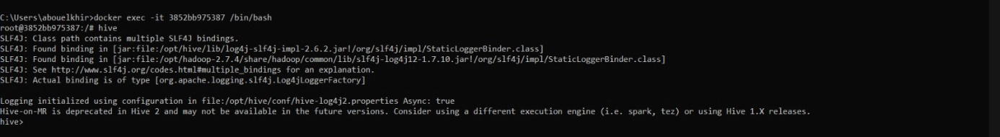 C:\Users\abouelkhir>docker exec -it 3852bb975387 /bin/bash
root@3852bb975387:/# hive
SLF4J: Class path contains multiple SLF4J bindings.
SLF4J: Found binding in [jar:file:/opt/hive/lib/log4j-slf4j-impl-2.6.2.jar!/org/slf4j/impl/StaticLoggerBinder.class]
SLF4J: Found binding in [jar:file:/opt/hadoop-2.7.4/share/hadoop/common/lib/slf4j-log4j12-1.7.10.jar!/org/slf4j/impl/StaticLoggerBinder.class]
SLF4J: See http://www.slf4j.org/codes.html#multiple_bindings for an explanation.
SLF4J: Actual binding is of type [org.apache.logging.slf4j.Log4jLoggerFactory]
Logging initialized using configuration in file:/opt/hive/conf/hive-log4j2.properties Async: true
Hive-on-MR is deprecated in Hive 2 and may not be available in the future versions. Consider using a different execution engine (i.e. spark, tez) or using Hive 1.X releases.
hive>